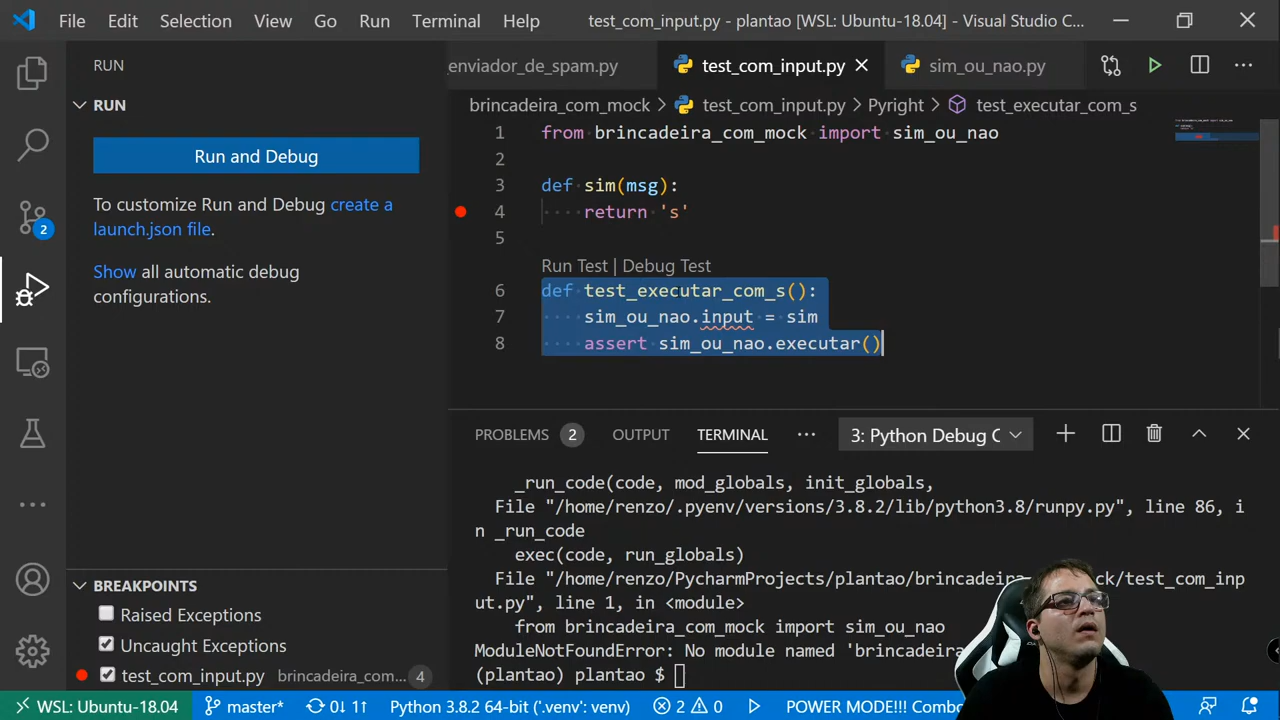 File Edit Selection View Go Run Terminal Help test_com_input.py - plantao [WSL: Ubuntu-18.04] - Visual Studio C...
RUN
enviador_de_spam.py test_com_input.py sim_ou_nao.py
RUN
brincadeira_com_mock > test_com_input.py > Pyright > test_executar_com_s
Run and Debug
To customize Run and Debug create a
launch.json file.
Show all automatic debug
configurations.
1 from brincadeira_com_mock import sim_ou_nao
2
3 def sim(msg):
4 return 's'
5
Run Test | Debug Test
6 def test_executar_com_s():
7 sim_ou_nao.input = sim
8 assert sim_ou_nao.executar()
2
PROBLEMS 2 OUTPUT TERMINAL ... 3: Python Debug C
_run_code(code, mod_globals, init_globals,
File "/home/renzo/.pyenv/versions/3.8.2/lib/python3.8/runpy.py", line 86, i
n _run_code
exec(code, run_globals)
File "/home/renzo/PycharmProjects/plantao/brincadeira_ ck/test_com_inp
ut.py", line 1, in <module>
from brincadeira_com_mock import sim_ou_nao
ModuleNotFoundError: No module named 'brincadeira
(plantao) plantao $
BREAKPOINTS
Raised Exceptions
Uncaught Exceptions
test_com_input.py brincadeira_com... 4
WSL: Ubuntu-18.04 master* 0↓ 1↑ Python 3.8.2 64-bit ('.venv': venv) 2 0 POWER MODE!!! Comb